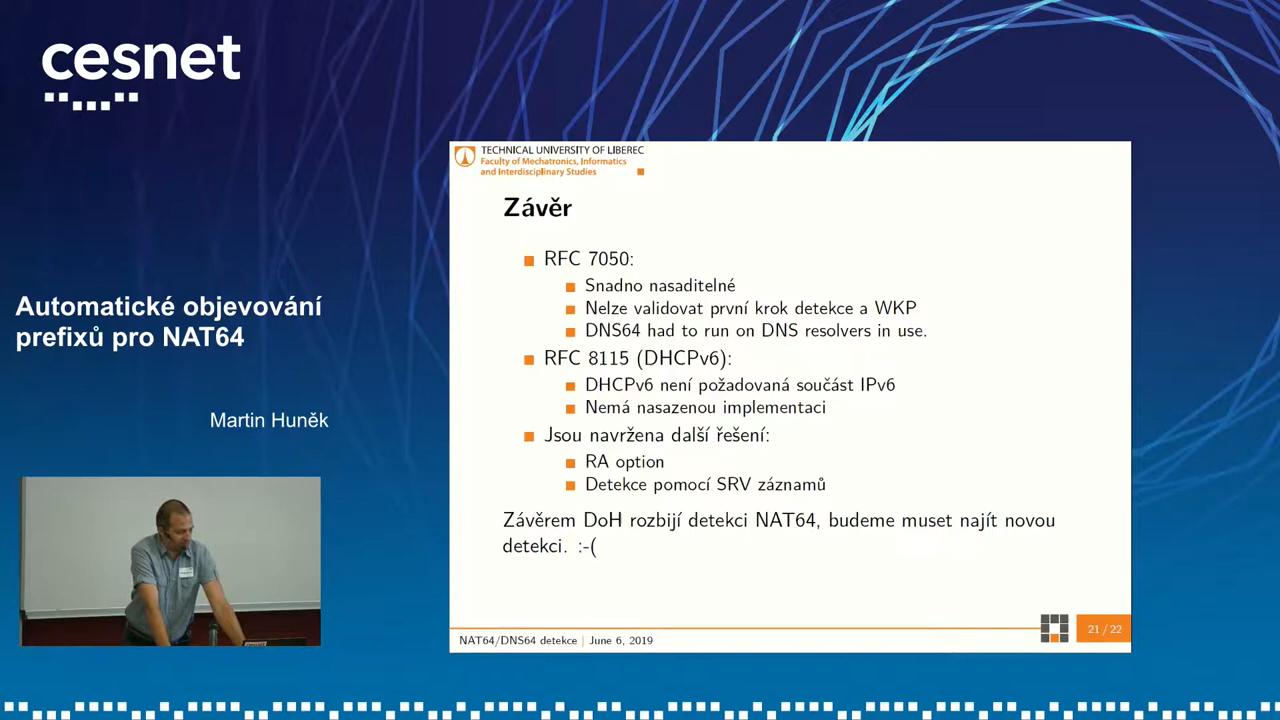 cesnet
Automatické objevování
prefixů pro NAT64
Martin Huněk
TECHNICAL UNIVERSITY OF LIBEREC
Faculty of Mechatronics, Informatics
and Interdisciplinary Studies
Závěr
RFC 7050:
Snadno nasaditelné
Nelze validovat první krok detekce a WKP
DNS64 had to run on DNS resolvers in use.
RFC 8115 (DHCPv6):
DHCPv6 není požadovaná součást IPv6
Nemá nasazenou implementaci
Jsou navržena další řešení:
RA option
Detekce pomocí SRV záznamů
Závěrem DoH rozbijí detekci NAT64, budeme muset najít novou
detekci. :-(
NAT64/DNS64 detekce | June 6, 2019
21 / 22